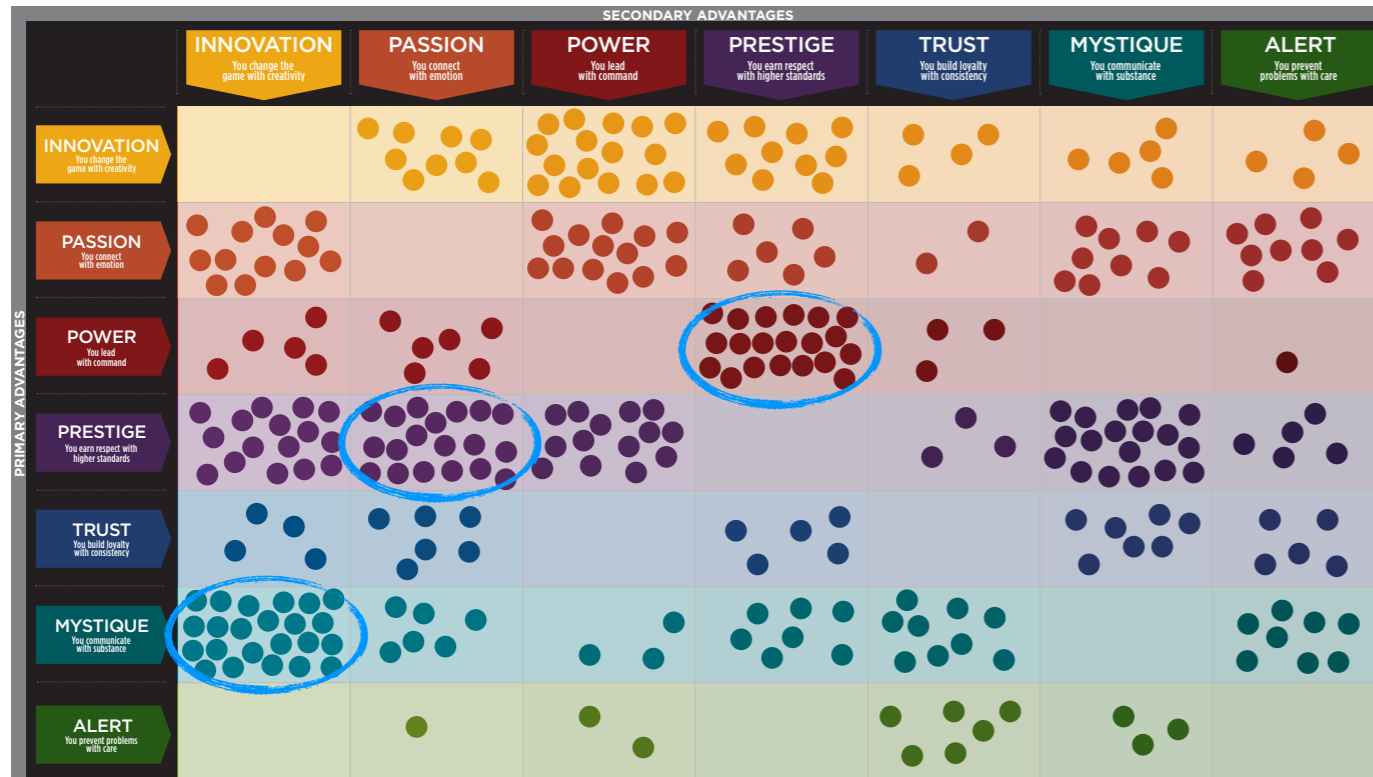 SECONDARY ADVANTAGES
INNOVATION
You change the
game with creativity
PASSION
You connect
with emotion
POWER
You lead
with command
PRESTIGE
You earn respect
with higher standards
TRUST
You build loyalty
with consistency
MYSTIQUE
You communicate
with substance
ALERT
You prevent
problems with care
PRIMARY ADVANTAGES
INNOVATION
You change the
game with creativity
PASSION
You connect
with emotion
POWER
You lead
with command
PRESTIGE
You earn respect with
higher standards
TRUST
You build loyalty
with consistency
MYSTIQUE
You communicate
with substance
ALERT
You prevent problems
with care